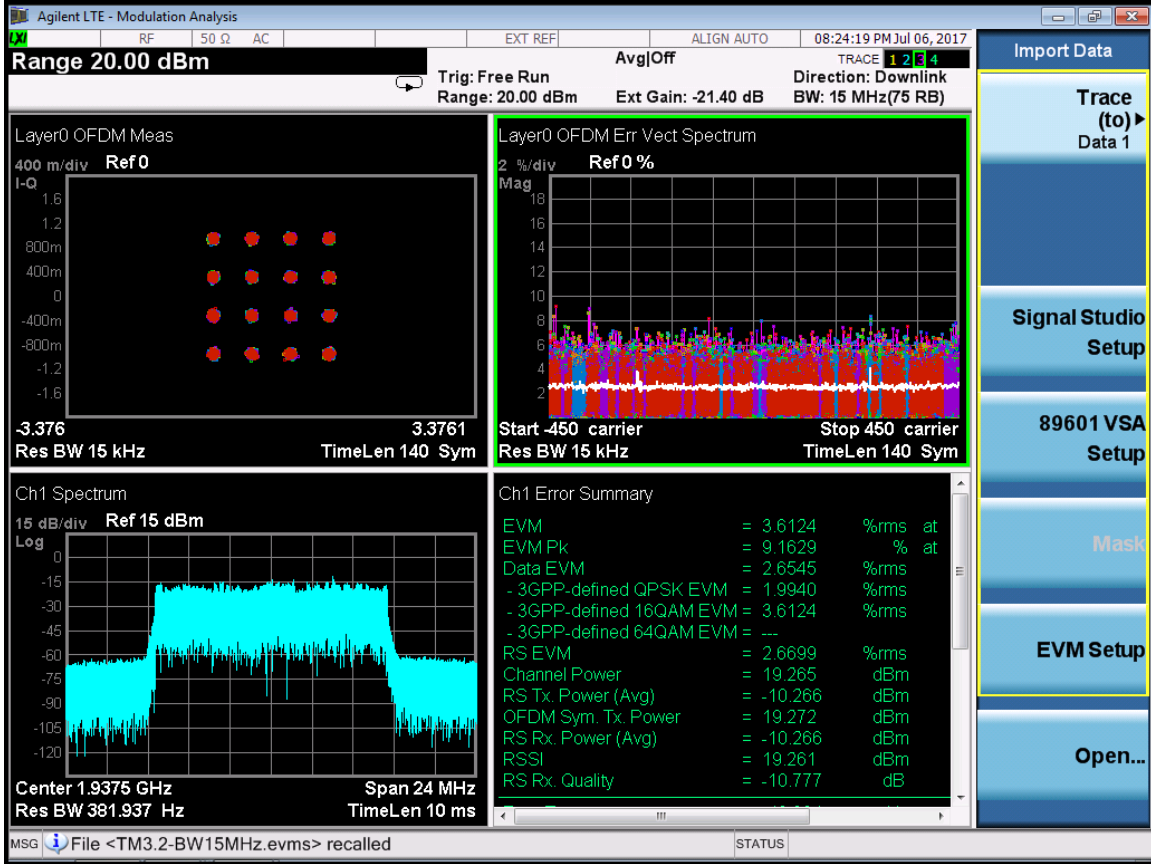 Agilent LTE - Modulation Analysis
LXI RF 50 Ω AC EXT REF ALIGN AUTO 08:24:19 PM Jul 06, 2017
Range 20.00 dBm
Trig: Free Run
Range: 20.00 dBm
Avg|Off
Ext Gain: -21.40 dB
TRACE 1 2 3 4
Direction: Downlink
BW: 15 MHz(75 RB)
Layer0 OFDM Meas
400 m/div Ref 0
I-Q
1.6
1.2
800m
400m
0
-400m
-800m
-1.2
-1.6
-3.376 3.3761
Res BW 15 kHz TimeLen 140 Sym
Layer0 OFDM Err Vect Spectrum
2 %/div Ref 0 %
Mag
18
16
14
12
10
8
6
4
2
Start -450 carrier Stop 450 carrier
Res BW 15 kHz TimeLen 140 Sym
Ch1 Spectrum
15 dB/div Ref 15 dBm
Log
0
-15
-30
-45
-60
-75
-90
-105
-120
Center 1.9375 GHz Span 24 MHz
Res BW 381.937 Hz TimeLen 10 ms
Ch1 Error Summary
EVM = 3.6124 %rms at
EVM Pk = 9.1629 % at
Data EVM = 2.6545 %rms
- 3GPP-defined QPSK EVM = 1.9940 %rms
- 3GPP-defined 16QAM EVM = 3.6124 %rms
- 3GPP-defined 64QAM EVM = ---
RS EVM = 2.6699 %rms
Channel Power = 19.265 dBm
RS Tx. Power (Avg) = -10.266 dBm
OFDM Sym. Tx. Power = 19.272 dBm
RS Rx. Power (Avg) = -10.266 dBm
RSSI = 19.261 dBm
RS Rx. Quality = -10.777 dB
Import Data
Trace
(to)
Data 1
Signal Studio
Setup
89601 VSA
Setup
Mask
EVM Setup
Open...
MSG File <TM3.2-BW15MHz.evms> recalled STATUS